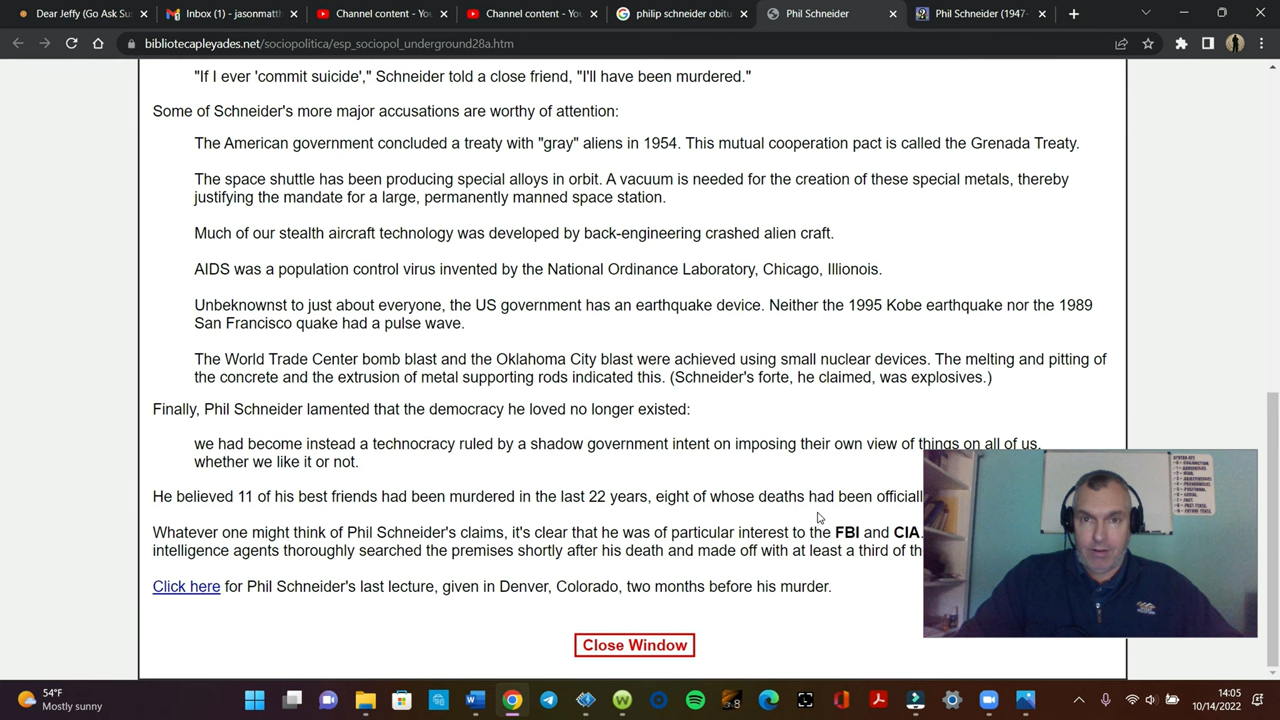 Dear Jeffy (Go Ask Su
Inbox (1) - jasonmatth
Channel content - You
Channel content - You
philip schneider obitu
Phil Schneider
Phil Schneider (1947-
bibliotecapleyades.net/sociopolitica/esp_sociopol_underground28a.htm
"If I ever 'commit suicide'," Schneider told a close friend, "I'll have been murdered."
Some of Schneider's more major accusations are worthy of attention:
The American government concluded a treaty with "gray" aliens in 1954. This mutual cooperation pact is called the Grenada Treaty.
The space shuttle has been producing special alloys in orbit. A vacuum is needed for the creation of these special metals, thereby
justifying the mandate for a large, permanently manned space station.
Much of our stealth aircraft technology was developed by back-engineering crashed alien craft.
AIDS was a population control virus invented by the National Ordinance Laboratory, Chicago, Illionois.
Unbeknownst to just about everyone, the US government has an earthquake device. Neither the 1995 Kobe earthquake nor the 1989
San Francisco quake had a pulse wave.
The World Trade Center bomb blast and the Oklahoma City blast were achieved using small nuclear devices. The melting and pitting of
the concrete and the extrusion of metal supporting rods indicated this. (Schneider's forte, he claimed, was explosives.)
Finally, Phil Schneider lamented that the democracy he loved no longer existed:
we had become instead a technocracy ruled by a shadow government intent on imposing their own view of things on all of us,
whether we like it or not.
He believed 11 of his best friends had been murdered in the last 22 years, eight of whose deaths had been officiall
Whatever one might think of Phil Schneider's claims, it's clear that he was of particular interest to the FBI and CIA.
intelligence agents thoroughly searched the premises shortly after his death and made off with at least a third of th
Click here for Phil Schneider's last lecture, given in Denver, Colorado, two months before his murder.
Close Window
54°F
Mostly sunny
14:05
10/14/2022